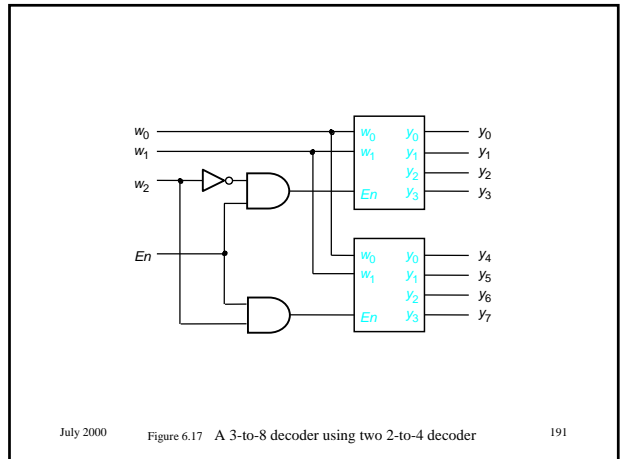 w0 w0 y0 y0
w1 w1 y1 y1
w2 y2 y2
En y3 y3
En w0 y0 y4
w1 y1 y5
y2 y6
En y3 y7
July 2000 Figure 6.17 A 3-to-8 decoder using two 2-to-4 decoder 191